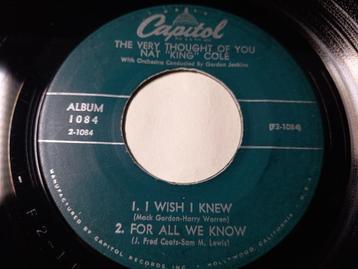 Capitol
THE VERY THOUGHT OF YOU
NAT "KING" COLE
With Orchestra Conducted By Gordon Jenkins
ALBUM
1084
2-1084
(F2-1084)
1. I WISH I KNEW
(Mack Gordon-Harry Warren)
2. FOR ALL WE KNOW
(J. Fred Coots-Sam M. Lewis)
MANUFACTURED BY CAPITOL RECORDS INC. HOLLYWOOD, CALIFORNIA
F2-1